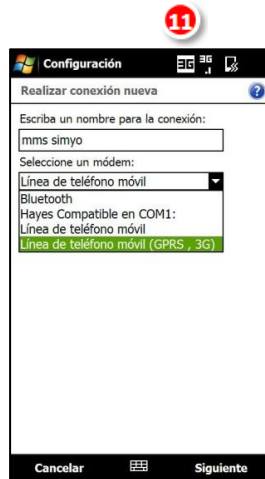 11
Configuración
3G
3G
Realizar conexión nueva
?
Escriba un nombre para la conexión:
mms simyo
Seleccione un módem:
Línea de teléfono móvil
Bluetooth
Hayes Compatible en COM1:
Línea de teléfono móvil
Línea de teléfono móvil (GPRS , 3G)
Cancelar
Siguiente